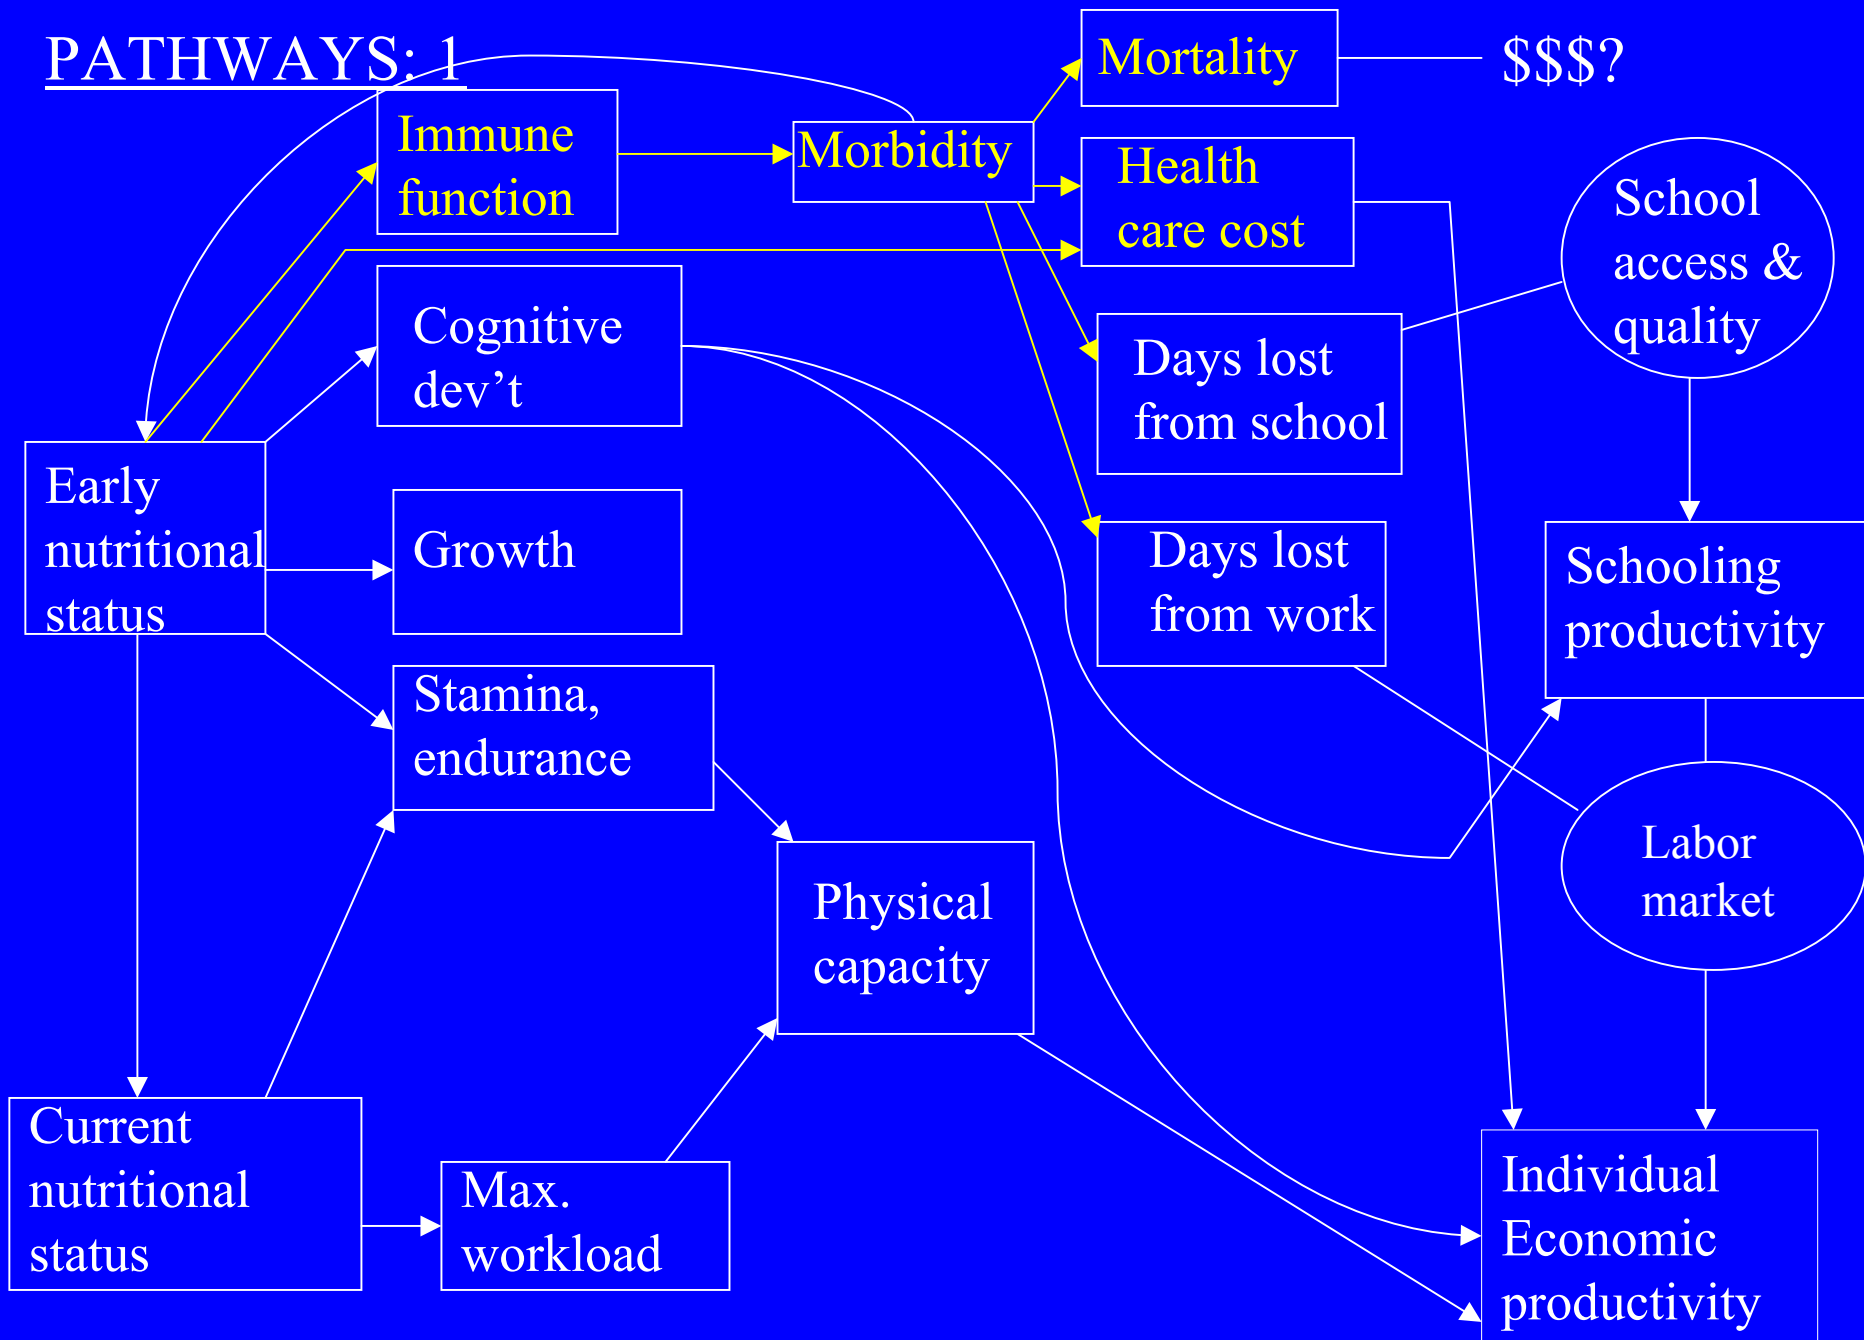 PATHWAYS: 1
Mortality
$$$?
Immune
function
Morbidity
Health
care cost
School
access &
quality
Cognitive
dev’t
Days lost
from school
Early
nutritional
status
Growth
Days lost
from work
Schooling
productivity
Stamina,
endurance
Labor
market
Physical
capacity
Current
nutritional
status
Max.
workload
Individual
Economic
productivity